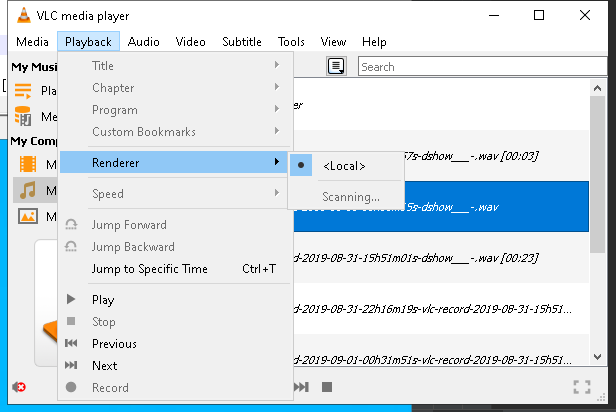 VLC media player
Media Playback Audio Video Subtitle Tools View Help
My Musi
Search
Title
Chapter
Program
Custom Bookmarks
Renderer
Speed
Jump Forward
Jump Backward
Jump to Specific Time Ctrl+T
Play
Stop
Previous
Next
Record
<Local>
Scanning...
Pla
Me
My Comp
M
M
M
er
57s-dshow___-.wav [00:03]
55s-dshow___-.wav
rd-2019-08-31-15h51m01s-dshow___-.wav [00:23]
rd-2019-08-31-22h16m19s-vlc-record-2019-08-31-15h51...
rd-2019-09-01-00h31m51s-vlc-record-2019-08-31-15h51...